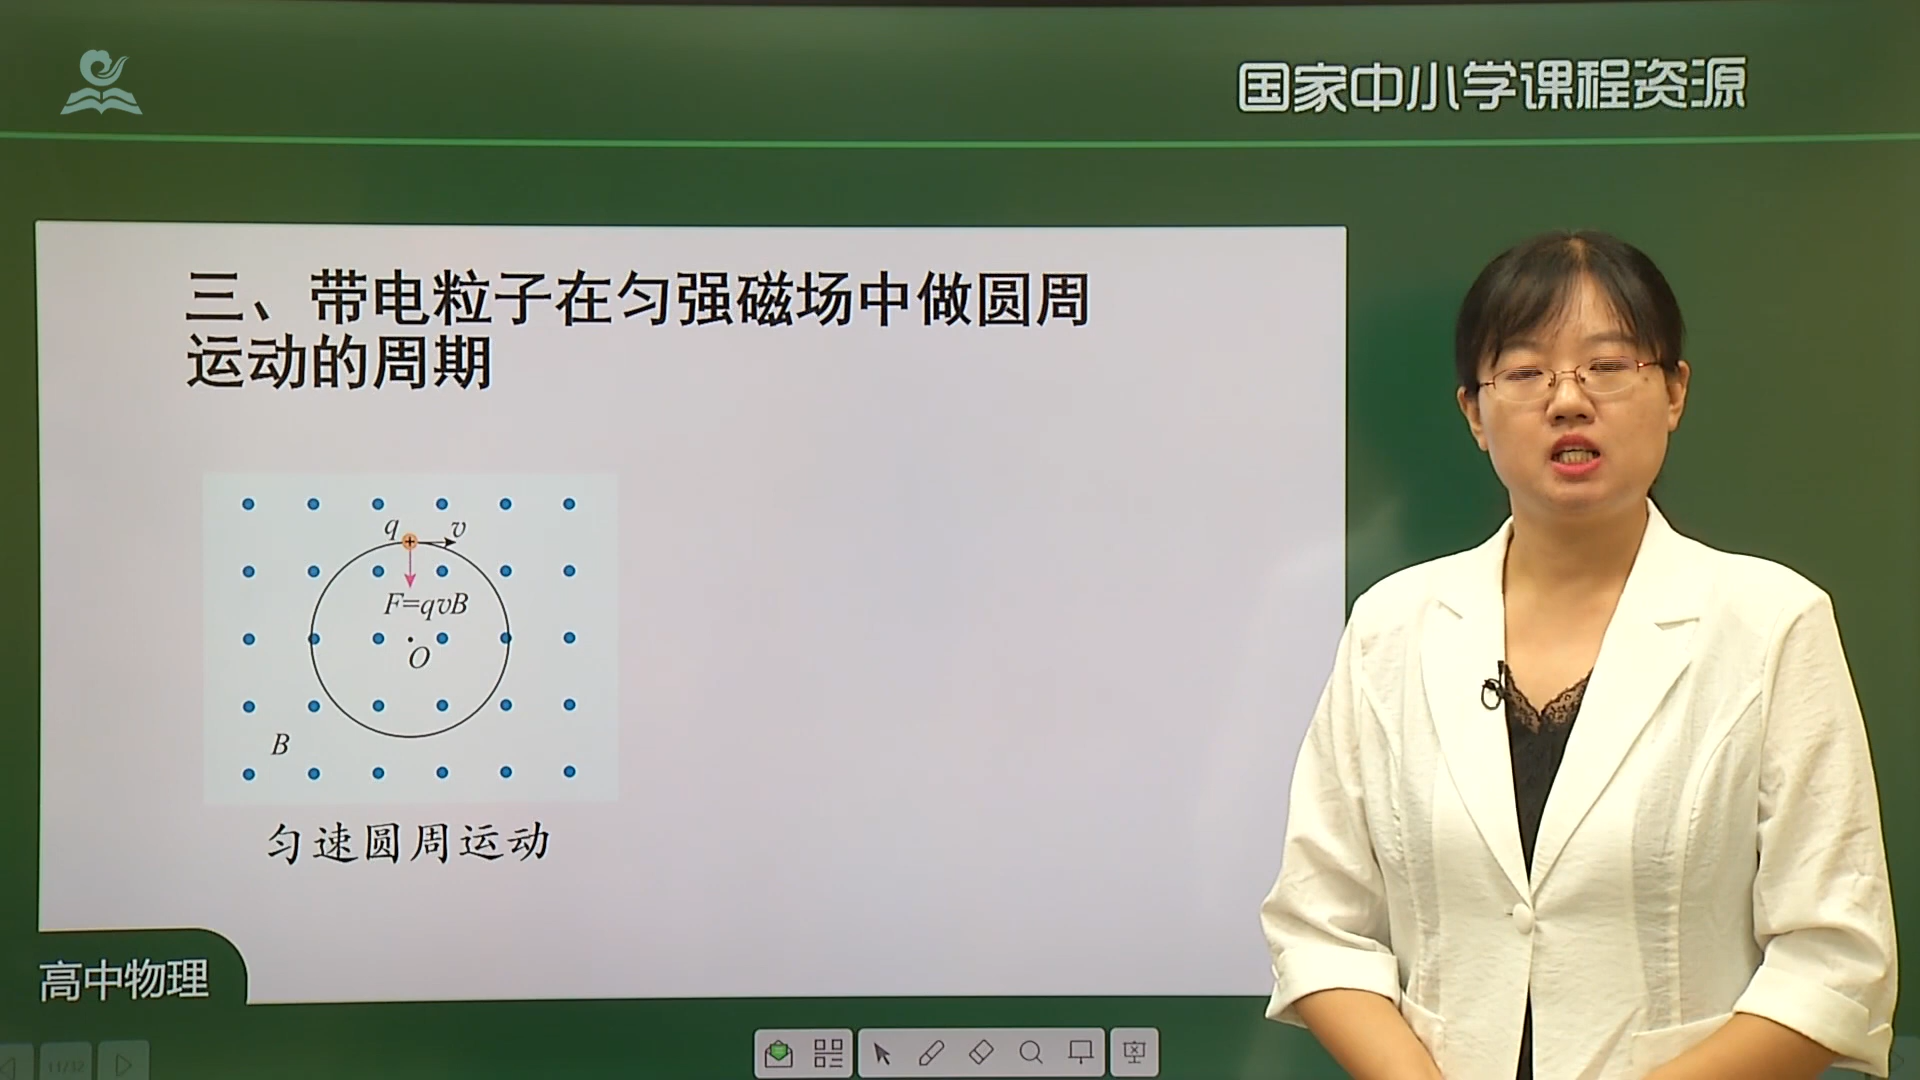 国家中小学课程资源
三、带电粒子在匀强磁场中做圆周
运动的周期
q
v
F=qvB
O
B
匀速圆周运动
高中物理
11/32